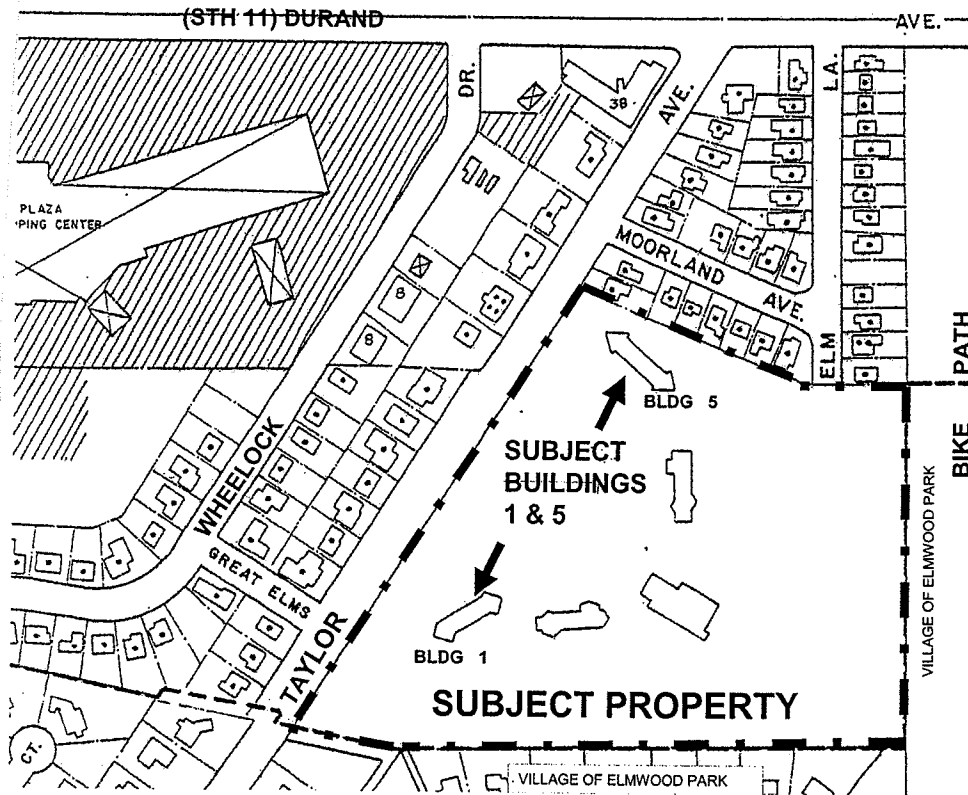 (STH 11) DURAND
AVE.
DR.
AVE.
LA.
38
PLAZA
PING CENTER
MOORLAND
AVE.
8
8
ELM
BIKE PATH
BLDG 5
SUBJECT
BUILDINGS
1 & 5
WHEELOCK
GREAT ELMS
TAYLOR
VILLAGE OF ELMWOOD PARK
BLDG 1
SUBJECT PROPERTY
CT.
VILLAGE OF ELMWOOD PARK